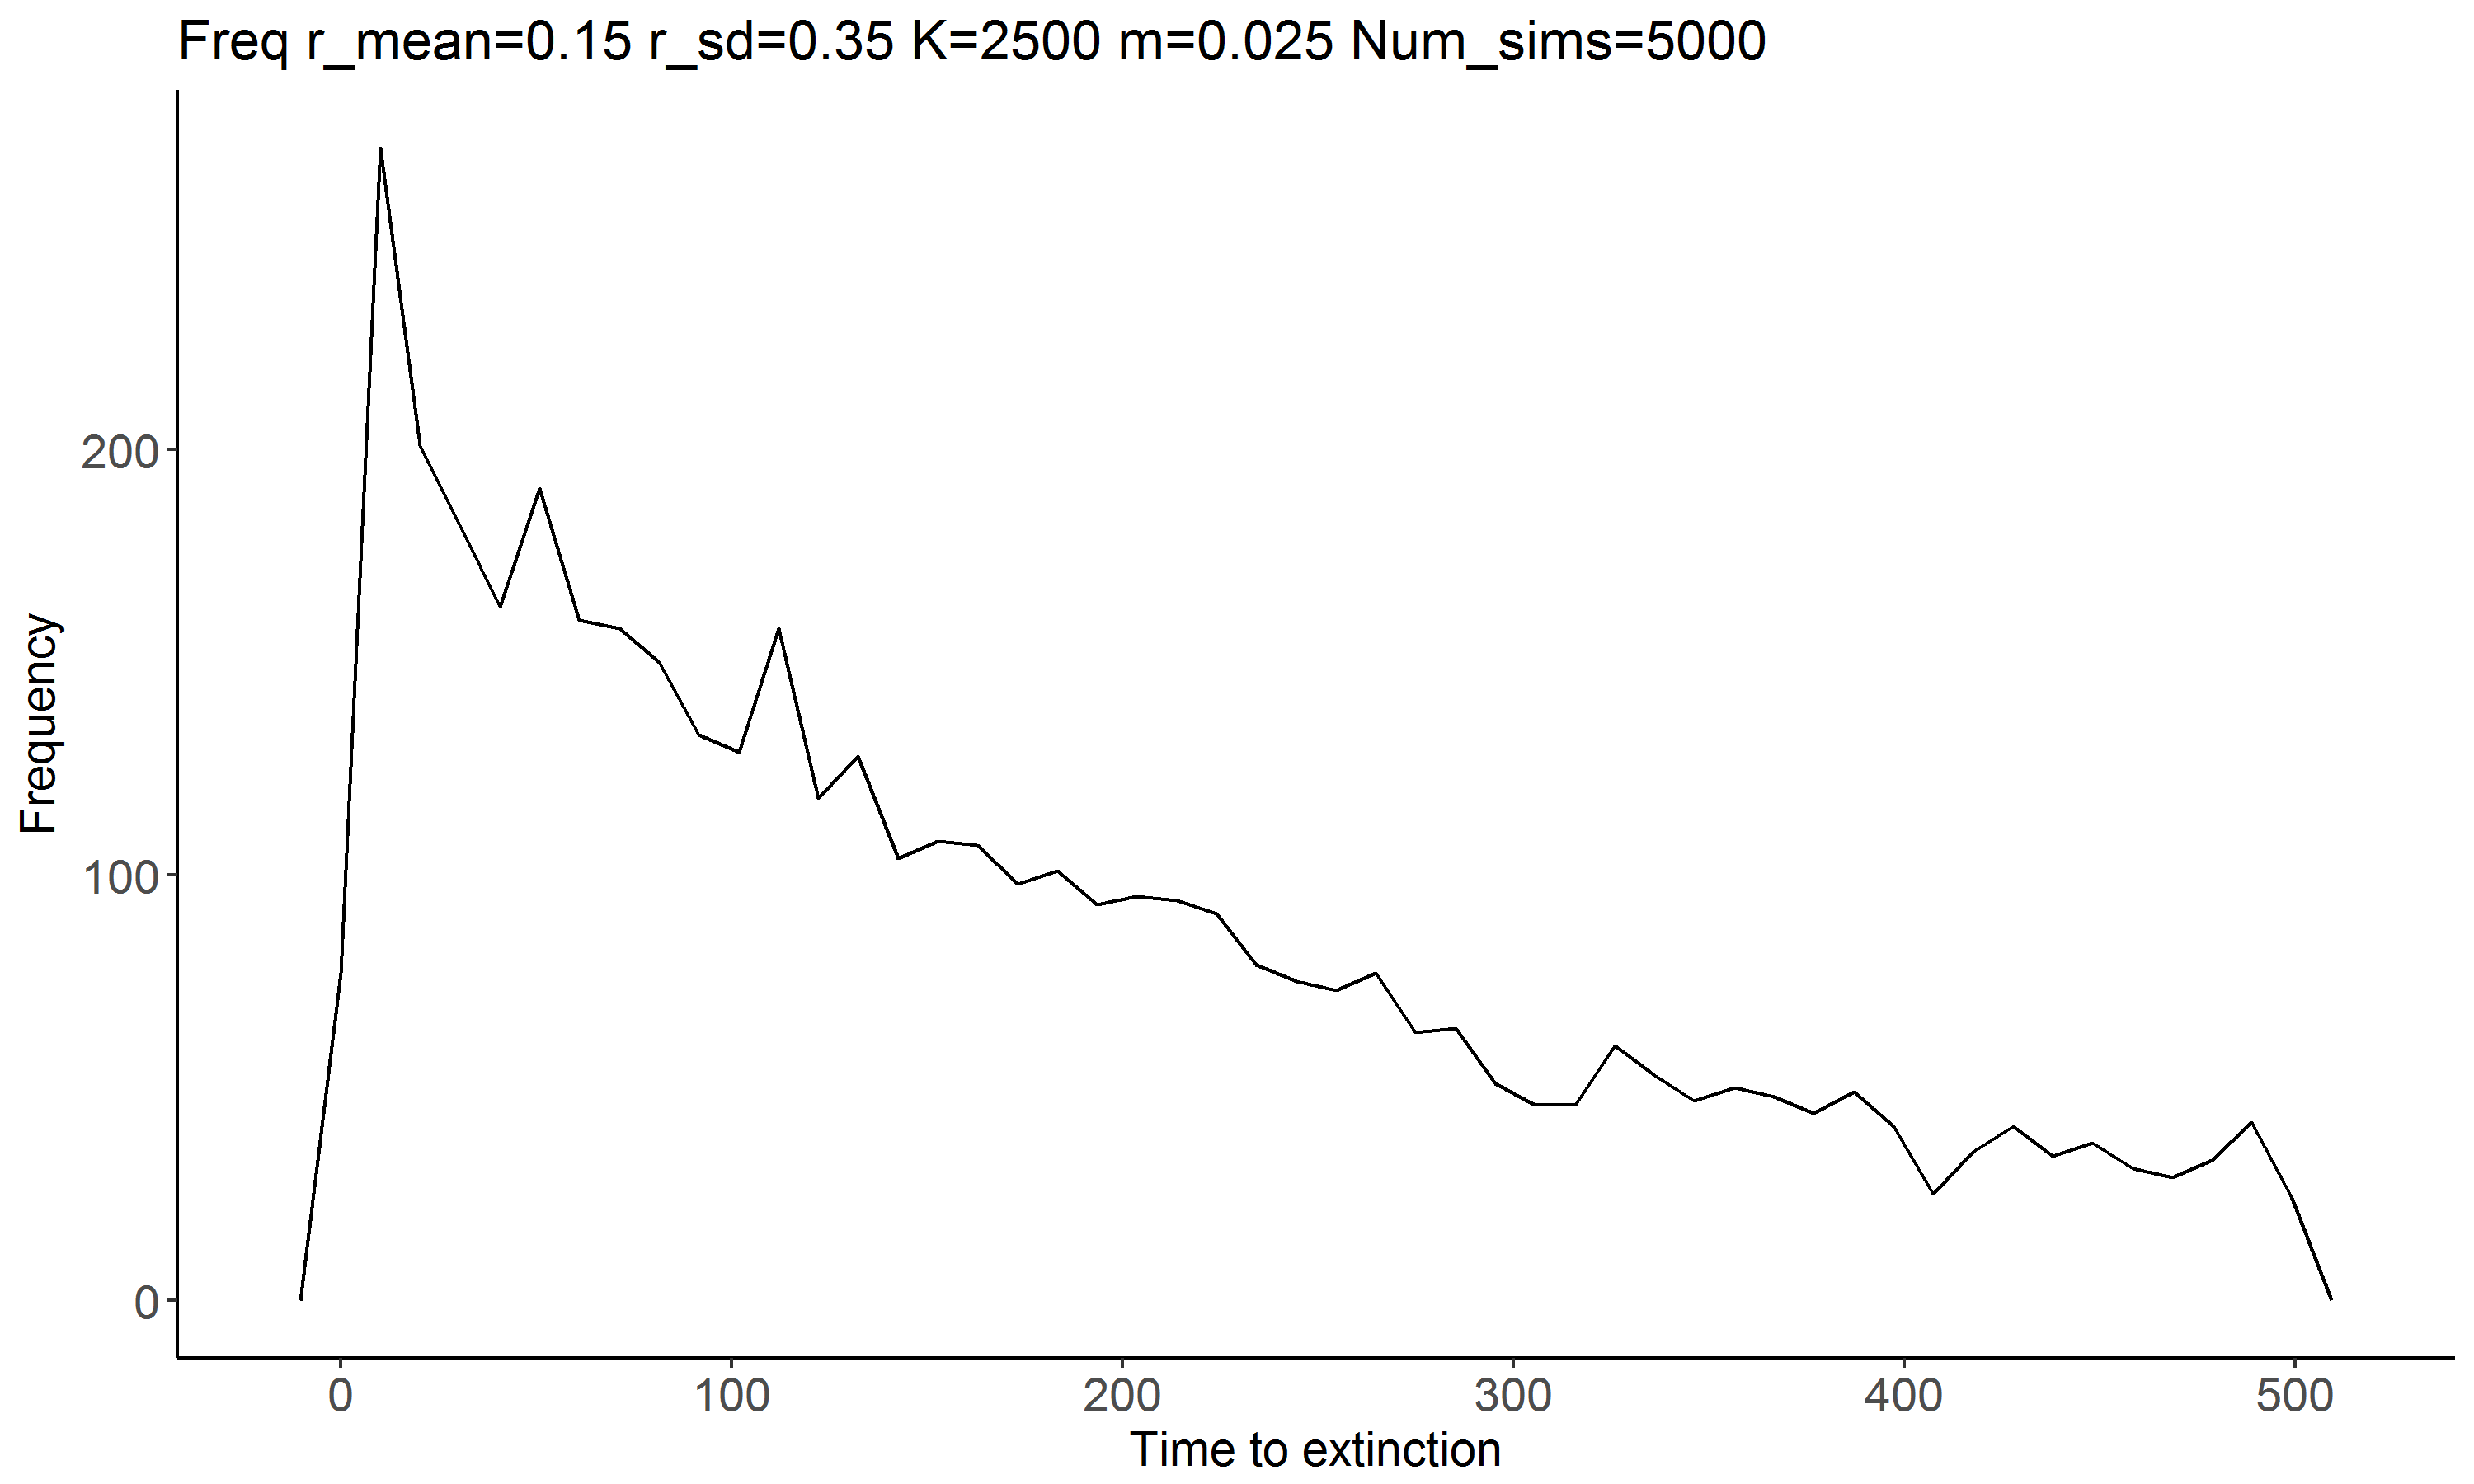 Freq r_mean=0.15 r_sd=0.35 K=2500 m=0.025 Num_sims=5000
Frequency
200
100
0
0 100 200 300 400 500
Time to extinction